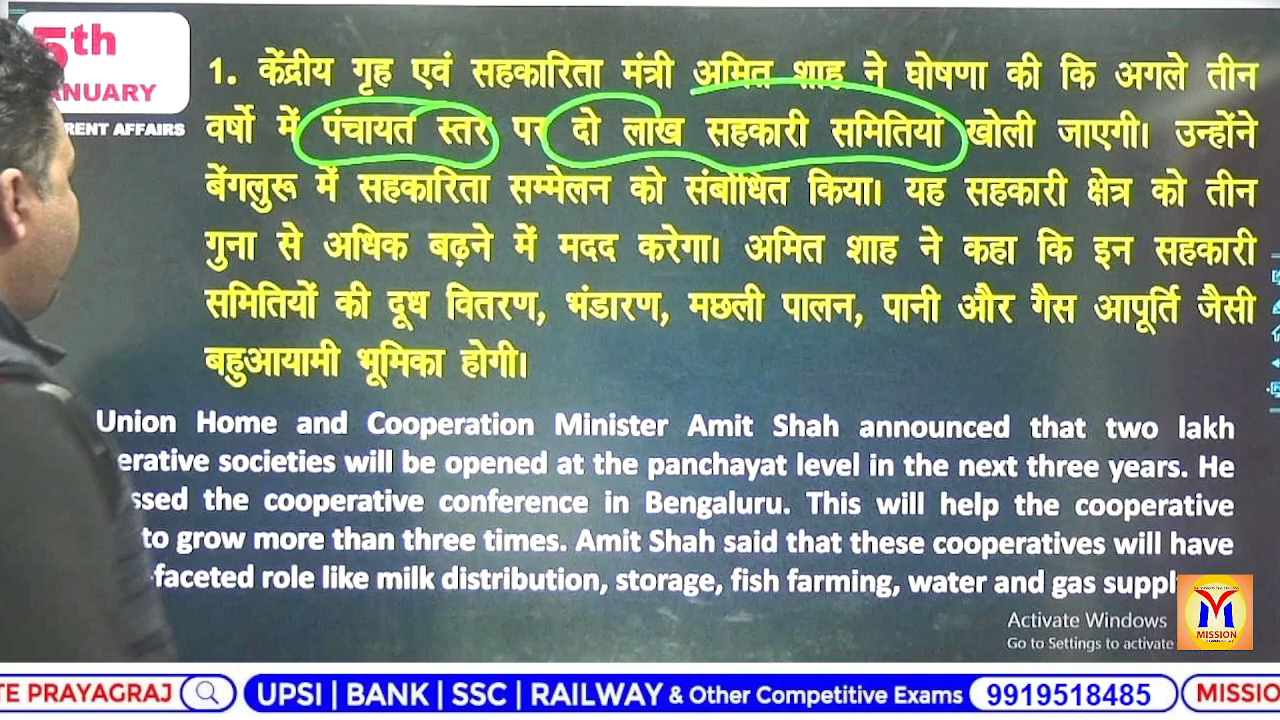 5th
ANUARY
RENT AFFAIRS
1. केंद्रीय गृह एवं सहकारिता मंत्री अमित शाह ने घोषणा की कि अगले तीन
वर्षो में पंचायत स्तर पर दो लाख सहकारी समितियां खोली जाएगी। उन्होंने
बेंगलुरू में सहकारिता सम्मेलन को संबोधित किया। यह सहकारी क्षेत्र को तीन
गुना से अधिक बढ़ने में मदद करेगा। अमित शाह ने कहा कि इन सहकारी
समितियों की दूध वितरण, भंडारण, मछली पालन, पानी और गैस आपूर्ति जैसी
बहुआयामी भूमिका होगी।
Union Home and Cooperation Minister Amit Shah announced that two lakh
erative societies will be opened at the panchayat level in the next three years. He
ssed the cooperative conference in Bengaluru. This will help the cooperative
to grow more than three times. Amit Shah said that these cooperatives will have
-faceted role like milk distribution, storage, fish farming, water and gas suppl
Activate Windows
Go to Settings to activate
MISSION
TE PRAYAGRAJ
UPSI | BANK | SSC | RAILWAY & Other Competitive Exams 9919518485
MISSIO